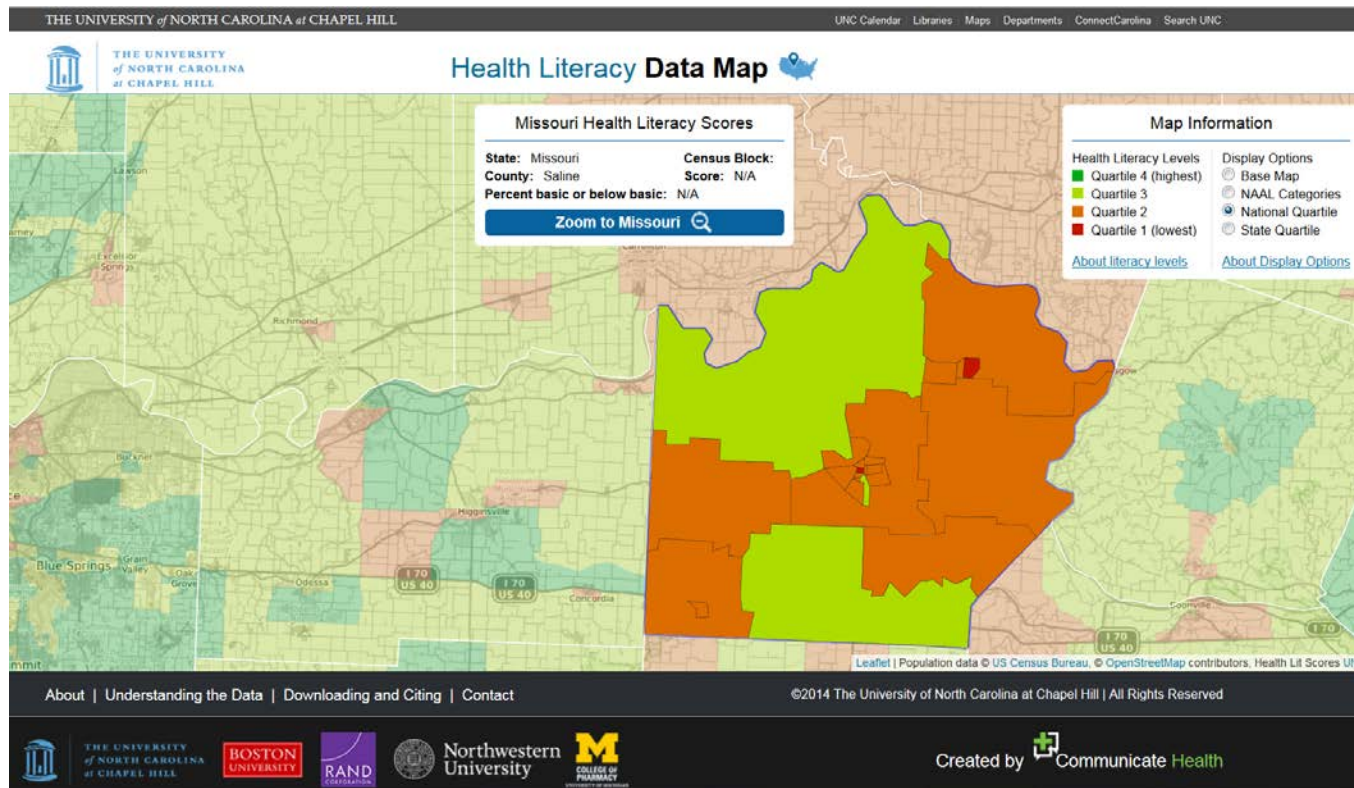 THE UNIVERSITY of NORTH CAROLINA at CHAPEL HILL
UNC Calendar Libraries Maps Departments ConnectCarolina Search UNC
THE UNIVERSITY
of NORTH CAROLINA
at CHAPEL HILL
Health Literacy Data Map
Missouri Health Literacy Scores
State: Missouri Census Block:
County: Saline Score: N/A
Percent basic or below basic: N/A
Zoom to Missouri
Map Information
Health Literacy Levels
Quartile 4 (highest)
Quartile 3
Quartile 2
Quartile 1 (lowest)
About literacy levels
Display Options
Base Map
NAAL Categories
National Quartile
State Quartile
About Display Options
Lawson
Excelsior
Springs
Carrollton
Richmond
Buckner
Higginsville
Blue Springs
Grain
Valley
Oak
Grove
Odessa
I 70
US 40
I 70
US 40
Concordia
Boonville
I 70
US 40
I 70
mmit
Leaflet | Population data © US Census Bureau, © OpenStreetMap contributors, Health Lit Scores
About | Understanding the Data | Downloading and Citing | Contact
©2014 The University of North Carolina at Chapel Hill | All Rights Reserved
THE UNIVERSITY
of NORTH CAROLINA
at CHAPEL HILL
BOSTON
UNIVERSITY
RAND
CORPORATION
Northwestern
University
M
COLLEGE OF
PHARMACY
UNIVERSITY OF MICHIGAN
Created by Communicate Health